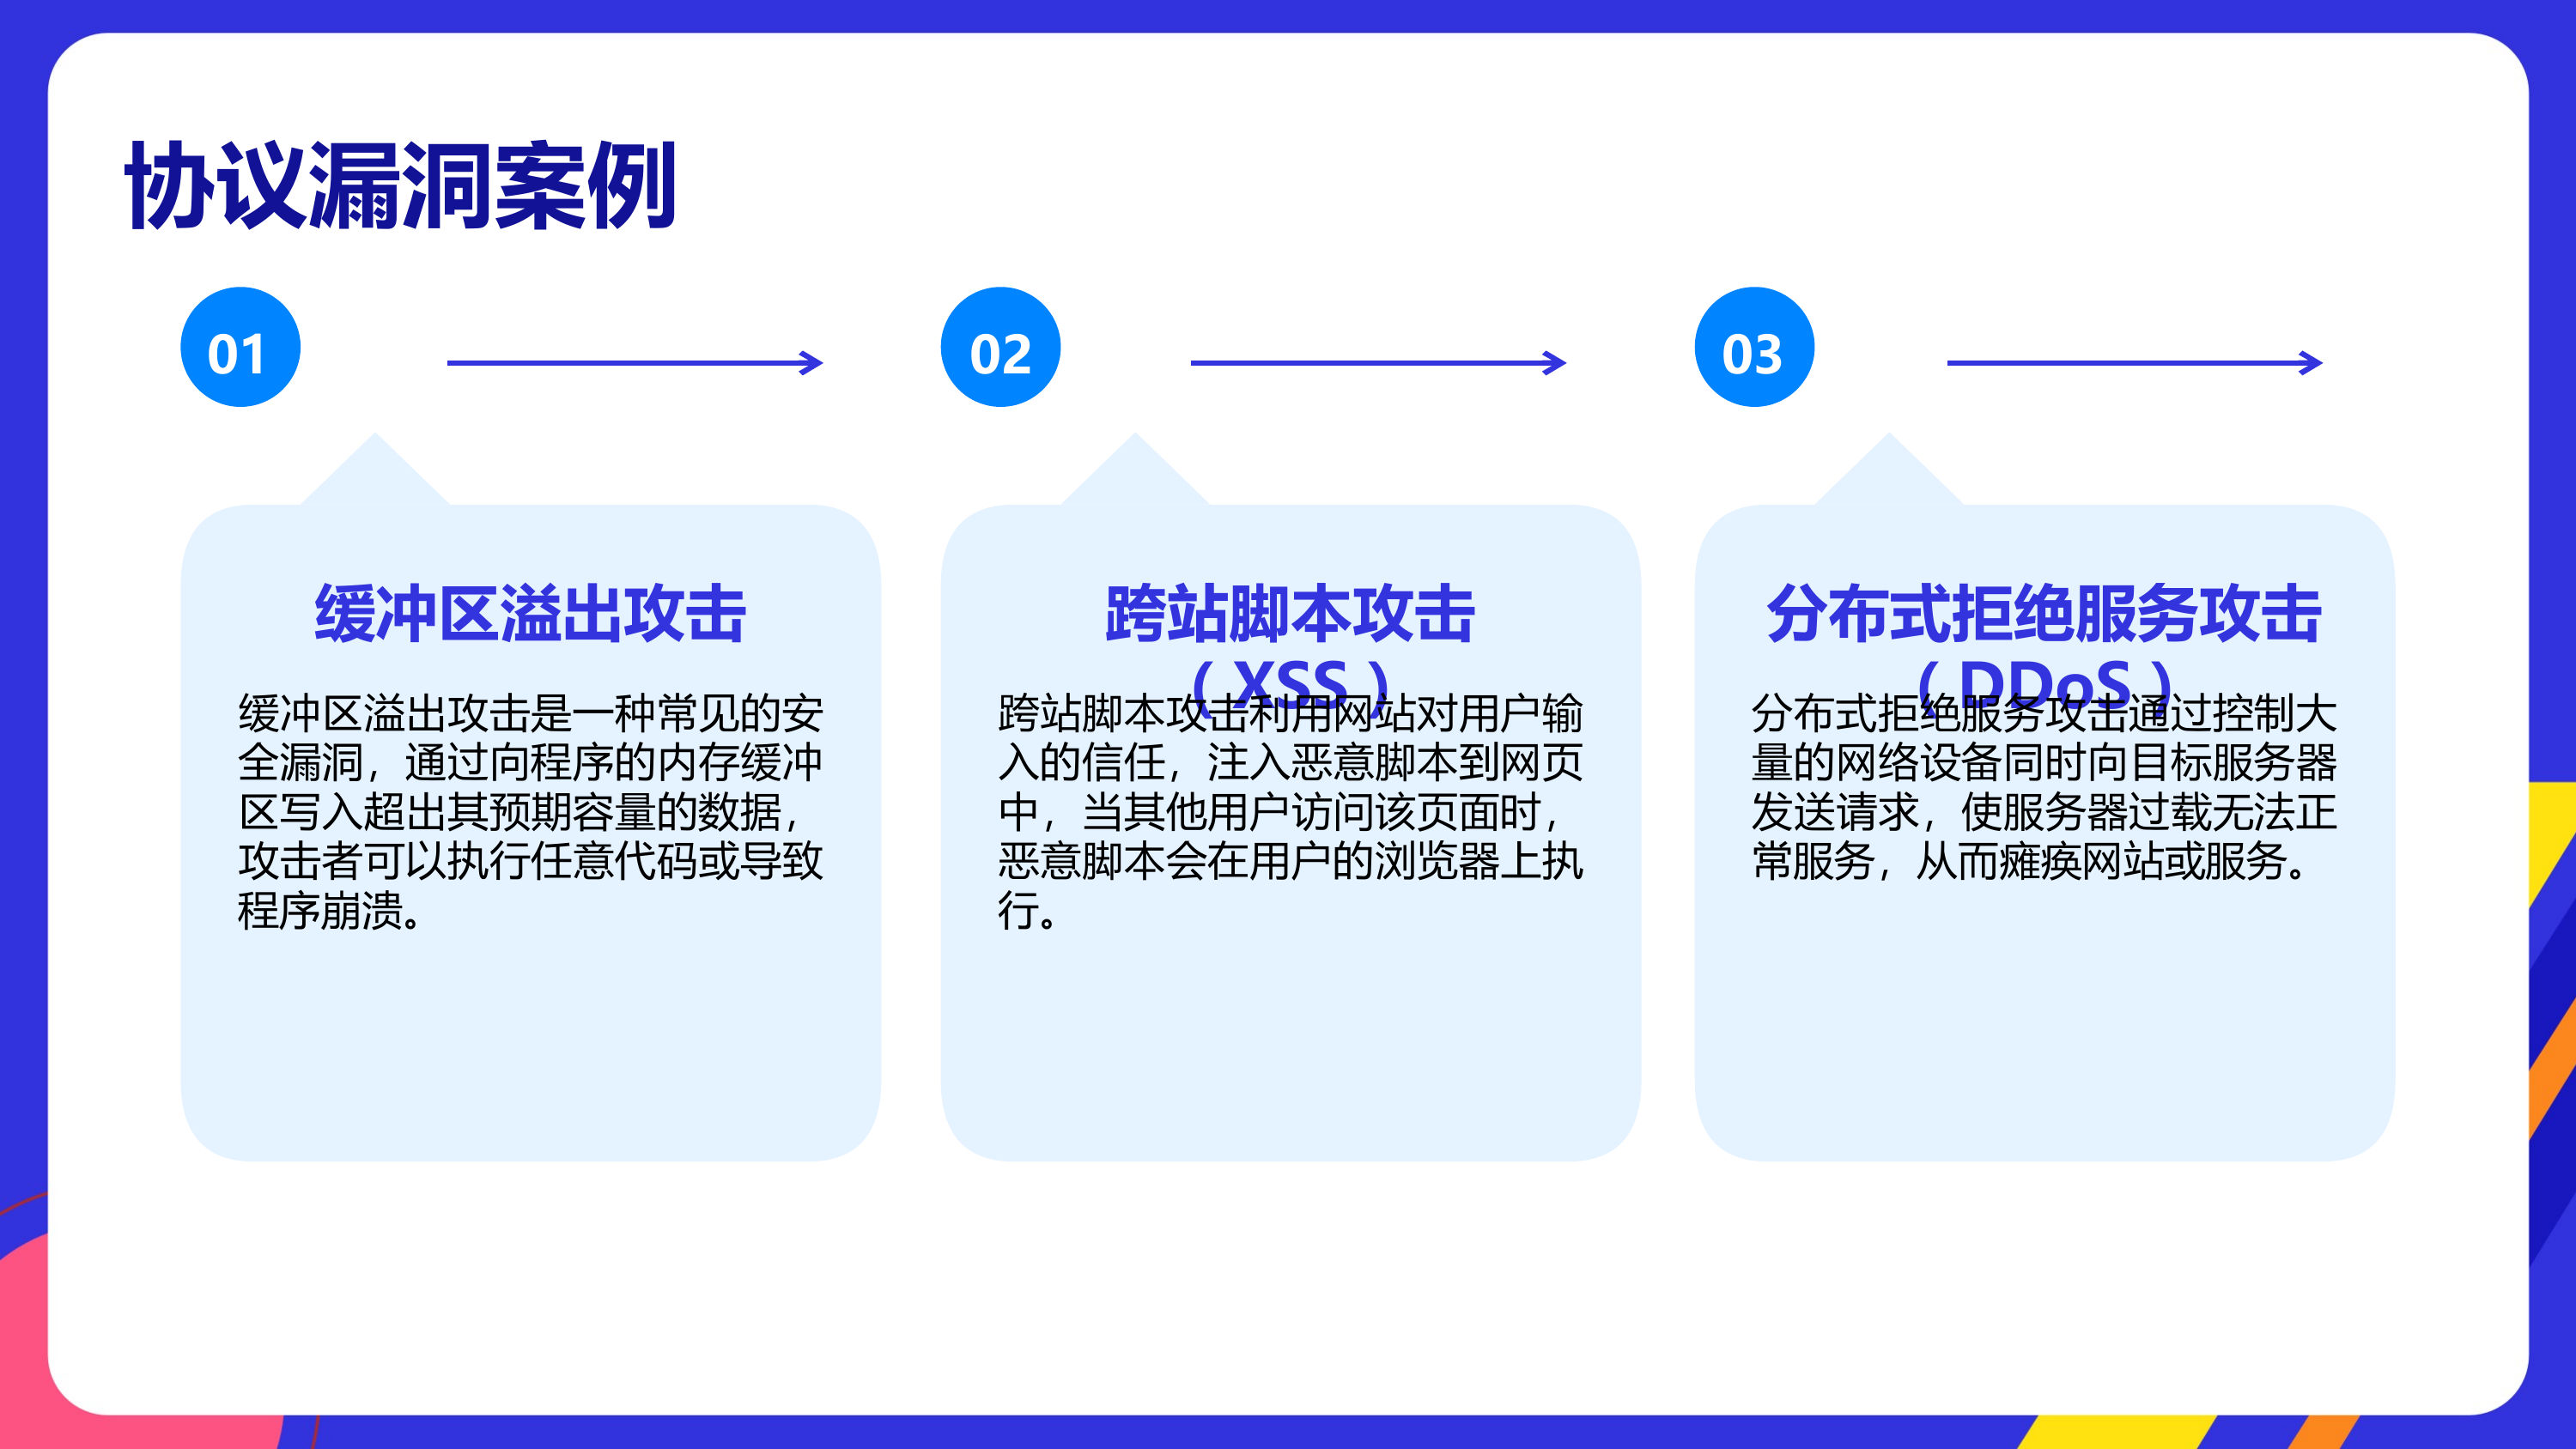 协议漏洞案例
01
02
03
缓冲区溢出攻击
缓冲区溢出攻击是一种常见的安
全漏洞，通过向程序的内存缓冲
区写入超出其预期容量的数据，
攻击者可以执行任意代码或导致
程序崩溃。
跨站脚本攻击
（XSS）
跨站脚本攻击利用网站对用户输
入的信任，注入恶意脚本到网页
中，当其他用户访问该页面时，
恶意脚本会在用户的浏览器上执
行。
分布式拒绝服务攻击
（DDoS）
分布式拒绝服务攻击通过控制大
量的网络设备同时向目标服务器
发送请求，使服务器过载无法正
常服务，从而瘫痪网站或服务。